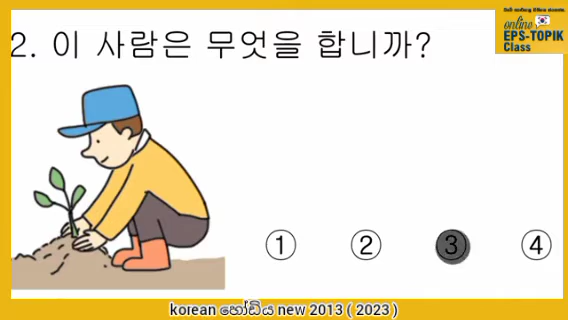 online
EPS-TOPIK
Class
2. 이 사람은 무엇을 합니까?
① ② ③ ④
korean හෝඩිය new 2013 ( 2023 )